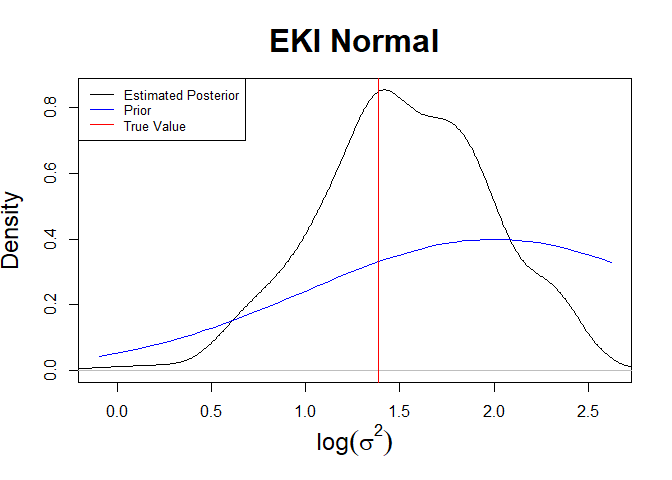 EKI Normal
Estimated Posterior
Prior
True Value
Density
0.0
0.2
0.4
0.6
0.8
0.0 0.5 1.0 1.5 2.0 2.5
log(σ²)